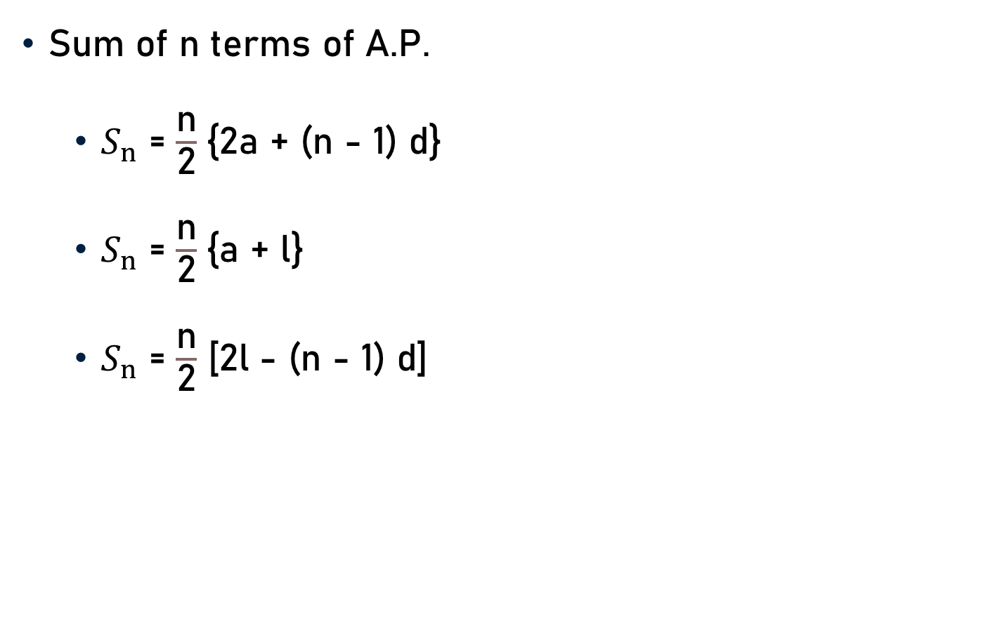 • Sum of n terms of A.P.
• Sₙ = n/2 {2a + (n - 1) d}
• Sₙ = n/2 {a + l}
• Sₙ = n/2 [2l - (n - 1) d]